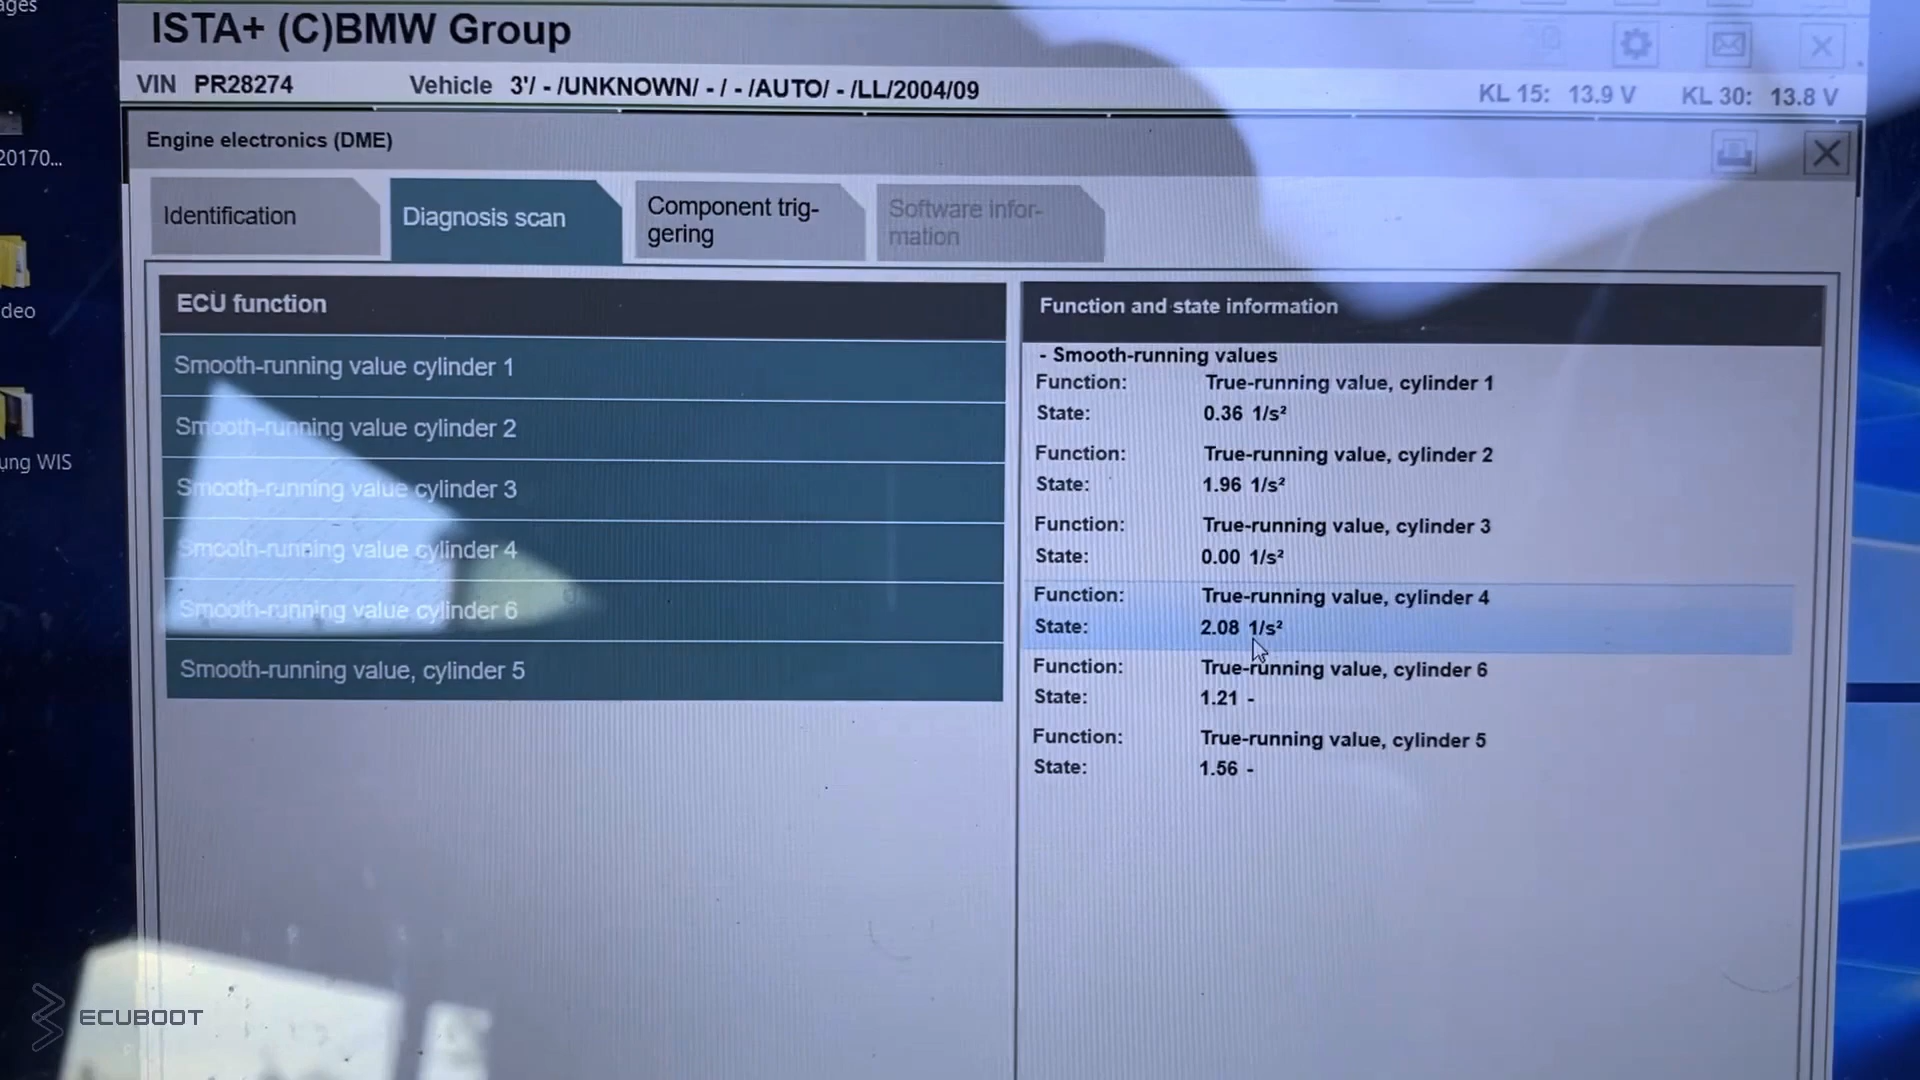 ages
ISTA+ (C)BMW Group
VIN PR28274 Vehicle 3'/ - /UNKNOWN/ - / - /AUTO/ - /LL/2004/09 KL 15: 13.9 V KL 30: 13.8 V
Engine electronics (DME)
20170...
Identification
Diagnosis scan
Component trig-
gering
Software infor-
mation
ECU function
Smooth-running value cylinder 1
Smooth-running value cylinder 2
Smooth-running value cylinder 3
Smooth-running value cylinder 4
Smooth-running value cylinder 6
Smooth-running value, cylinder 5
Function and state information
- Smooth-running values
Function: True-running value, cylinder 1
State: 0.36 1/s²
Function: True-running value, cylinder 2
State: 1.96 1/s²
Function: True-running value, cylinder 3
State: 0.00 1/s²
Function: True-running value, cylinder 4
State: 2.08 1/s²
Function: True-running value, cylinder 6
State: 1.21 -
Function: True-running value, cylinder 5
State: 1.56 -
deo
ung WIS
ECUBOOT